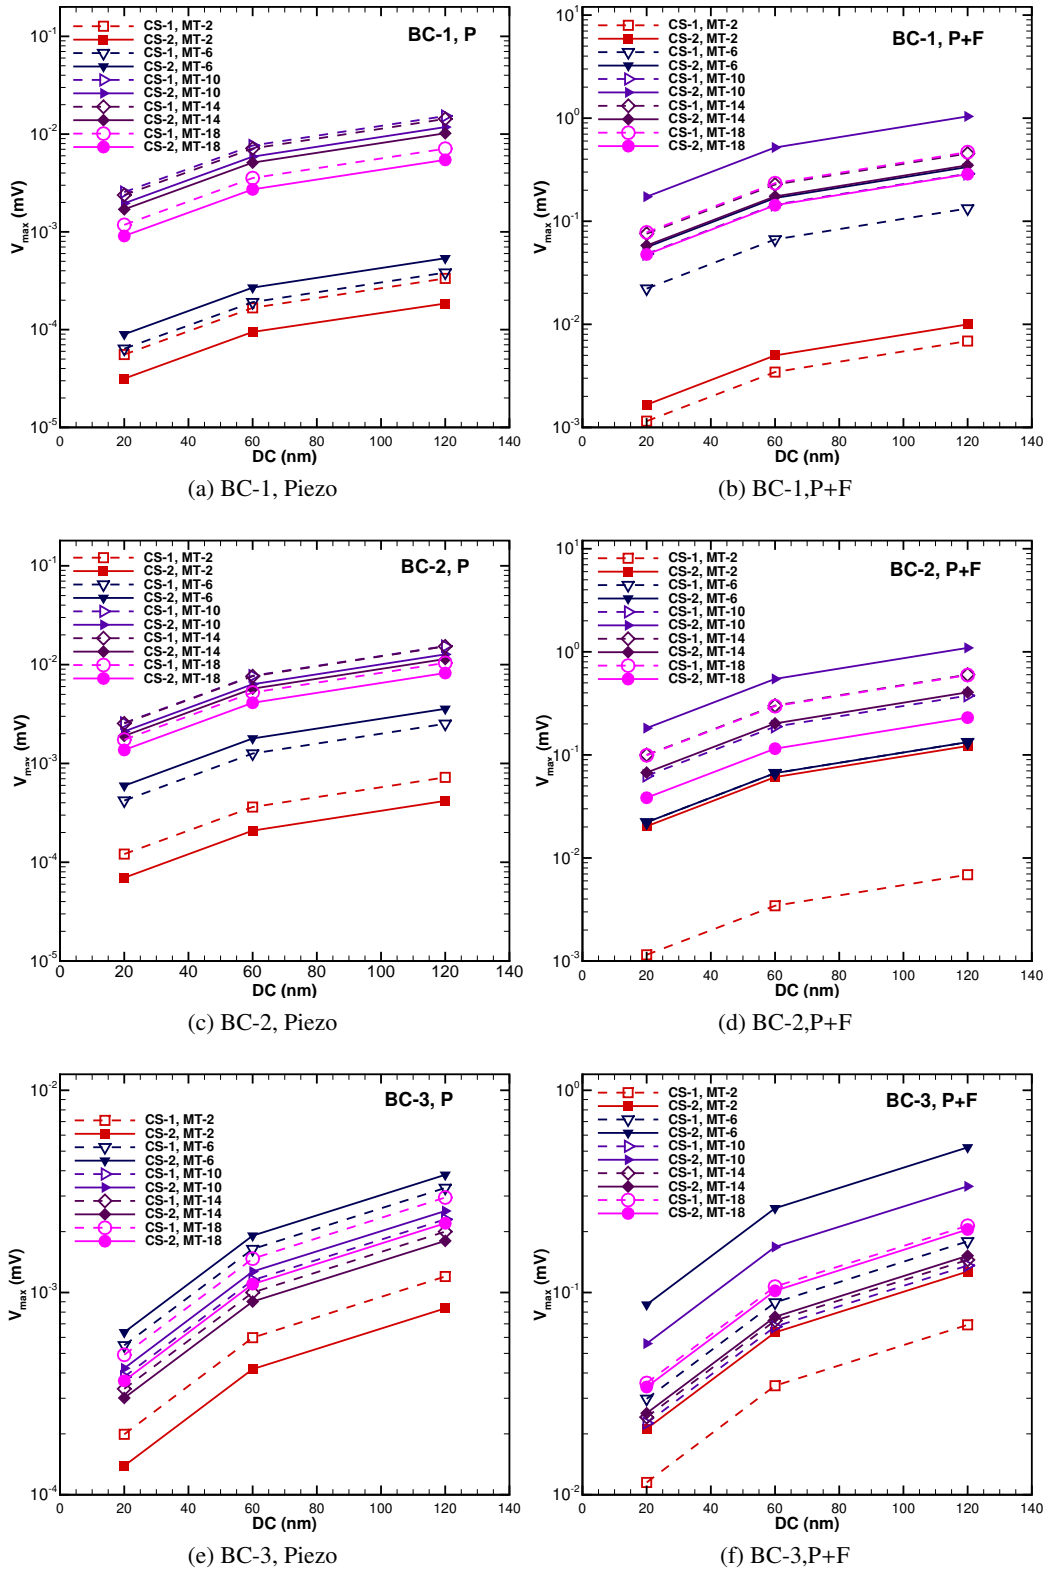 BC-1, P
CS-1, MT-2
CS-2, MT-2
CS-1, MT-6
CS-2, MT-6
CS-1, MT-10
CS-2, MT-10
CS-1, MT-14
CS-2, MT-14
CS-1, MT-18
CS-2, MT-18
10^-1
10^-2
10^-3
10^-4
10^-5
V_max (mV)
0 20 40 60 80 100 120 140
DC (nm)
(a) BC-1, Piezo
BC-1, P+F
CS-1, MT-2
CS-2, MT-2
CS-1, MT-6
CS-2, MT-6
CS-1, MT-10
CS-2, MT-10
CS-1, MT-14
CS-2, MT-14
CS-1, MT-18
CS-2, MT-18
10^1
10^0
10^-1
10^-2
10^-3
V_max (mV)
0 20 40 60 80 100 120 140
DC (nm)
(b) BC-1,P+F
BC-2, P
CS-1, MT-2
CS-2, MT-2
CS-1, MT-6
CS-2, MT-6
CS-1, MT-10
CS-2, MT-10
CS-1, MT-14
CS-2, MT-14
CS-1, MT-18
CS-2, MT-18
10^-1
10^-2
10^-3
10^-4
10^-5
V_max (mV)
0 20 40 60 80 100 120 140
DC (nm)
(c) BC-2, Piezo
BC-2, P+F
CS-1, MT-2
CS-2, MT-2
CS-1, MT-6
CS-2, MT-6
CS-1, MT-10
CS-2, MT-10
CS-1, MT-14
CS-2, MT-14
CS-1, MT-18
CS-2, MT-18
10^1
10^0
10^-1
10^-2
10^-3
V_max (mV)
0 20 40 60 80 100 120 140
DC (nm)
(d) BC-2,P+F
BC-3, P
CS-1, MT-2
CS-2, MT-2
CS-1, MT-6
CS-2, MT-6
CS-1, MT-10
CS-2, MT-10
CS-1, MT-14
CS-2, MT-14
CS-1, MT-18
CS-2, MT-18
10^-2
10^-3
10^-4
V_max (mV)
0 20 40 60 80 100 120 140
DC (nm)
(e) BC-3, Piezo
BC-3, P+F
CS-1, MT-2
CS-2, MT-2
CS-1, MT-6
CS-2, MT-6
CS-1, MT-10
CS-2, MT-10
CS-1, MT-14
CS-2, MT-14
CS-1, MT-18
CS-2, MT-18
10^0
10^-1
10^-2
V_max (mV)
0 20 40 60 80 100 120 140
DC (nm)
(f) BC-3,P+F